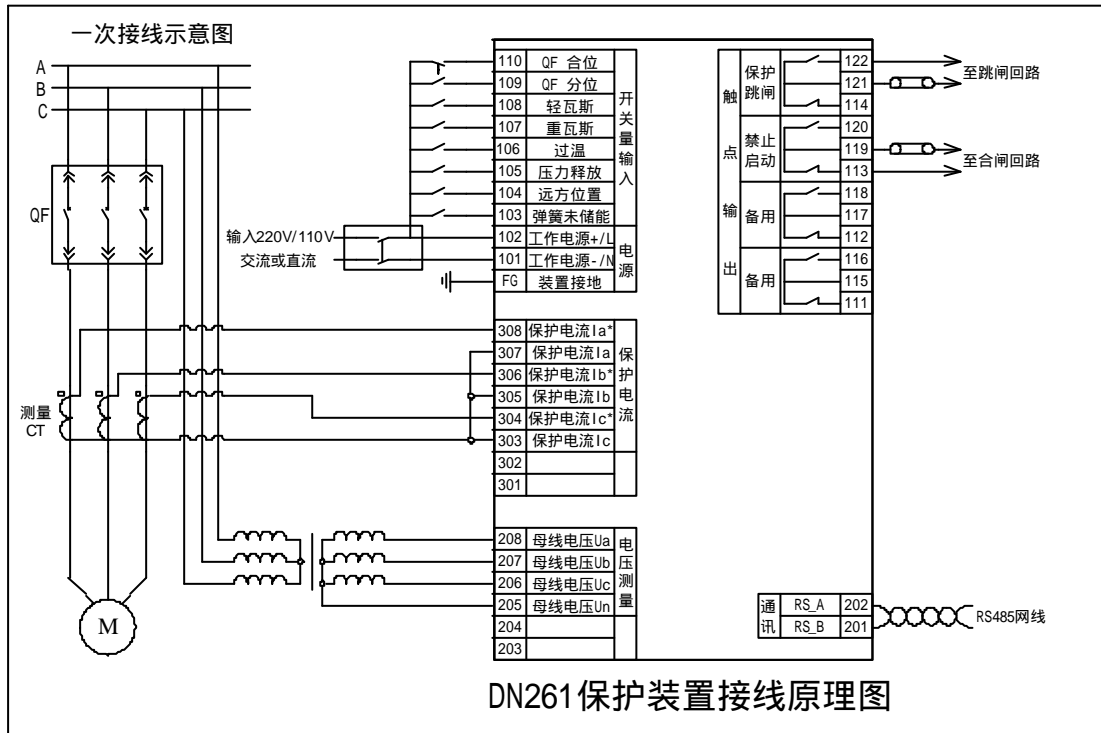 一次接线示意图
A
B
C
QF
测量
CT
M
输入220V/110V
交流或直流
110 QF 合位
109 QF 分位
108 轻瓦斯
107 重瓦斯
106 过温
105 压力释放
104 远方位置
103 弹簧未储能
开关量输入
102 工作电源+/L
101 工作电源-/N
FG 装置接地
电源
308 保护电流Ia*
307 保护电流Ia
306 保护电流Ib*
305 保护电流Ib
304 保护电流Ic*
303 保护电流Ic
302
301
保护电流
208 母线电压Ua
207 母线电压Ub
206 母线电压Uc
205 母线电压Un
204
203
电压测量
触点输出
保护
跳闸
122
121
114
至跳闸回路
禁止
启动
120
119
113
至合闸回路
备用
118
117
112
备用
116
115
111
通讯
RS_A 202
RS_B 201
RS485网线
DN261保护装置接线原理图